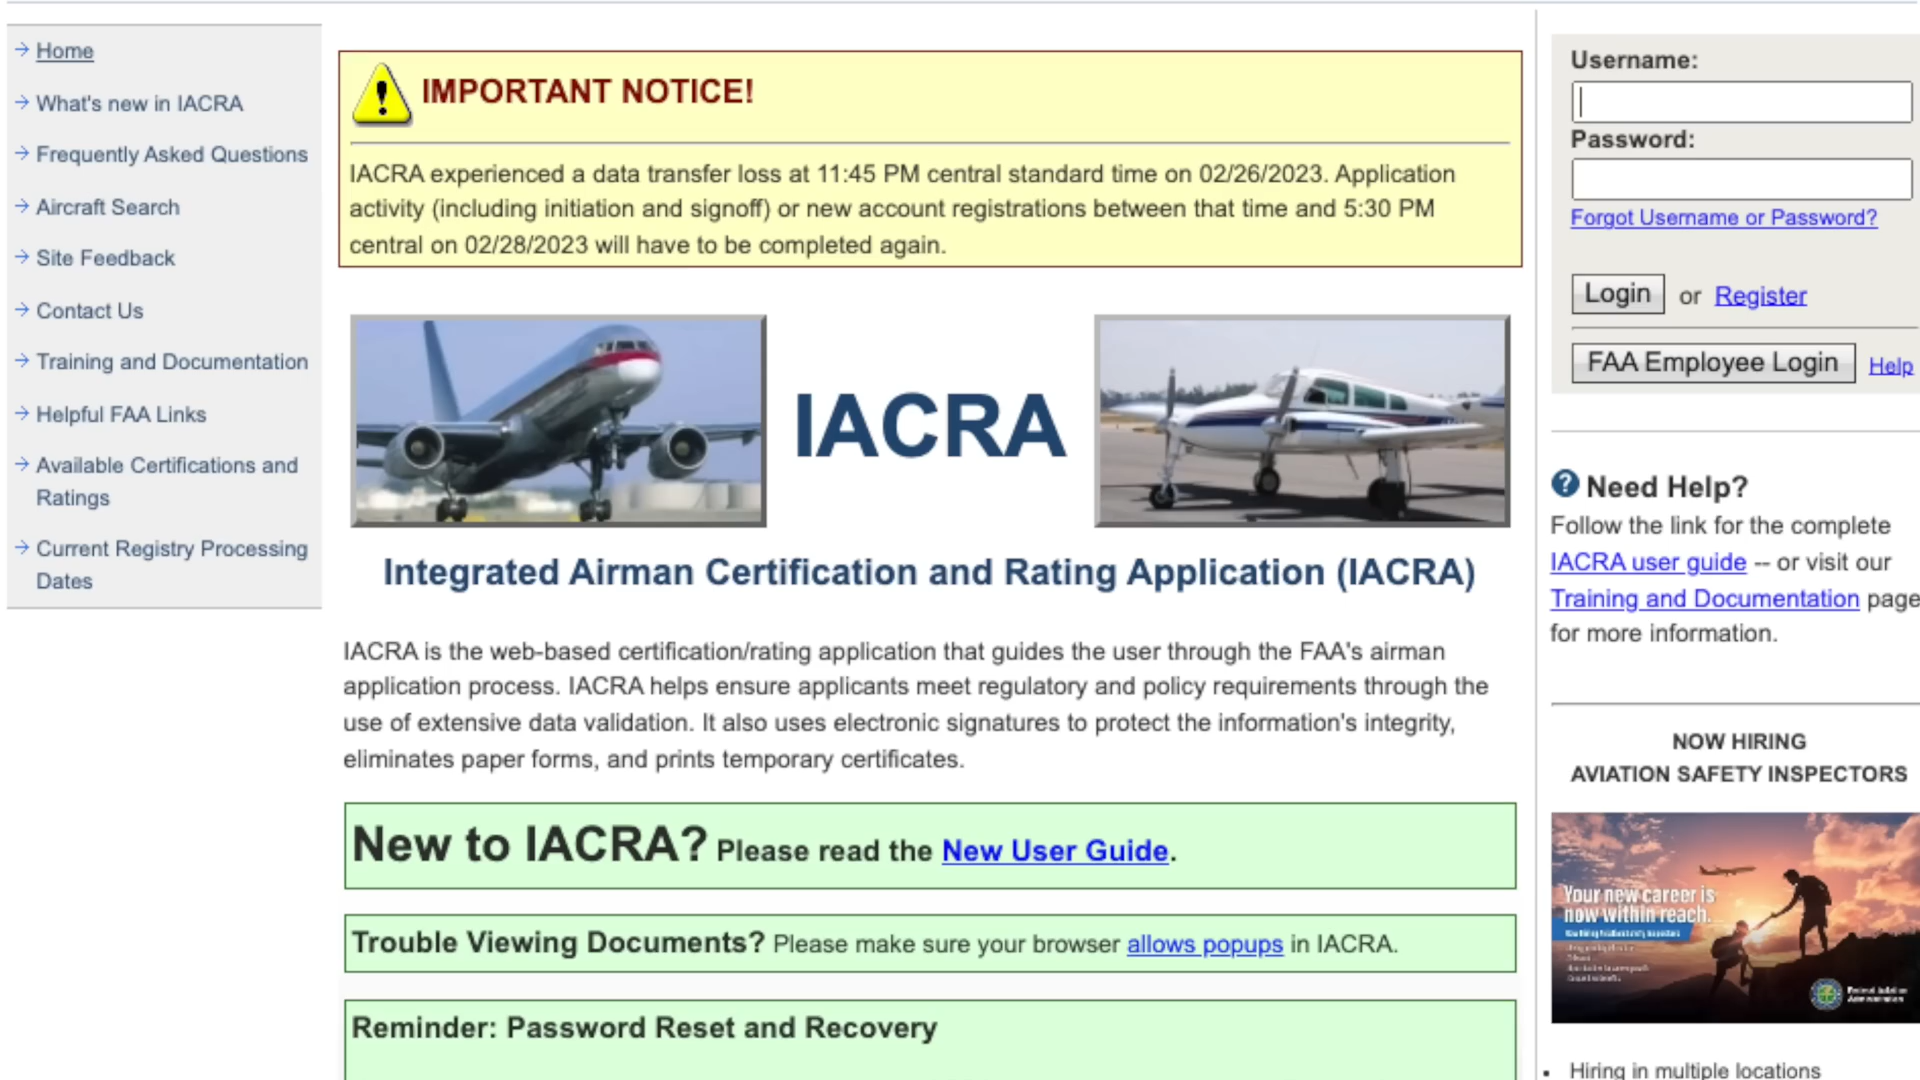 Home
What's new in IACRA
Frequently Asked Questions
Aircraft Search
Site Feedback
Contact Us
Training and Documentation
Helpful FAA Links
Available Certifications and
Ratings
Current Registry Processing
Dates
IMPORTANT NOTICE!
IACRA experienced a data transfer loss at 11:45 PM central standard time on 02/26/2023. Application
activity (including initiation and signoff) or new account registrations between that time and 5:30 PM
central on 02/28/2023 will have to be completed again.
IACRA
Integrated Airman Certification and Rating Application (IACRA)
IACRA is the web-based certification/rating application that guides the user through the FAA's airman
application process. IACRA helps ensure applicants meet regulatory and policy requirements through the
use of extensive data validation. It also uses electronic signatures to protect the information's integrity,
eliminates paper forms, and prints temporary certificates.
New to IACRA? Please read the New User Guide.
Trouble Viewing Documents? Please make sure your browser allows popups in IACRA.
Reminder: Password Reset and Recovery
Username:
Password:
Forgot Username or Password?
Login or Register
FAA Employee Login Help
Need Help?
Follow the link for the complete
IACRA user guide -- or visit our
Training and Documentation page
for more information.
NOW HIRING
AVIATION SAFETY INSPECTORS
Your new career is
now within reach.
Federal Aviation
Administration
Hiring in multiple locations